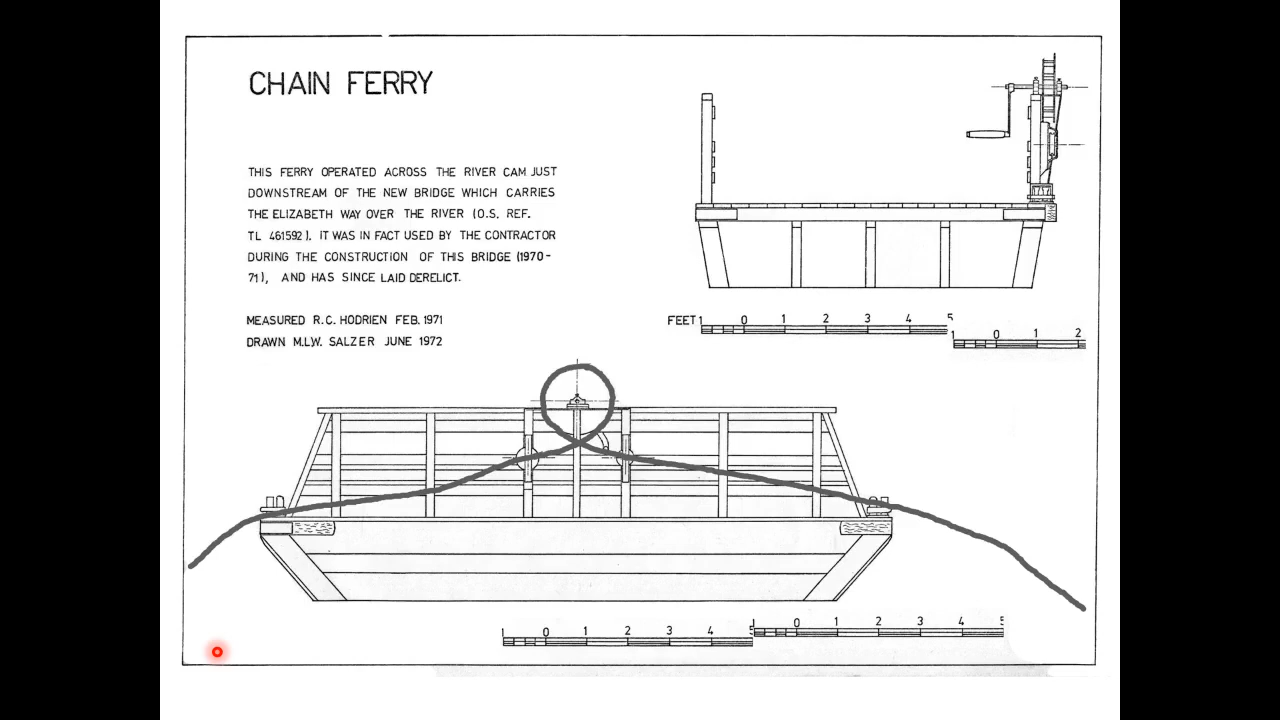 CHAIN FERRY
THIS FERRY OPERATED ACROSS THE RIVER CAM JUST
DOWNSTREAM OF THE NEW BRIDGE WHICH CARRIES
THE ELIZABETH WAY OVER THE RIVER (O.S. REF.
TL 461592). IT WAS IN FACT USED BY THE CONTRACTOR
DURING THE CONSTRUCTION OF THIS BRIDGE (1970-
71), AND HAS SINCE LAID DERELICT.
MEASURED R.C. HODRIEN FEB. 1971
DRAWN M.L.W. SALZER JUNE 1972
FEET 1 0 1 2 3 4 5
1 0 1 2
1 0 1 2 3 4 5
1 0 1 2 3 4 5